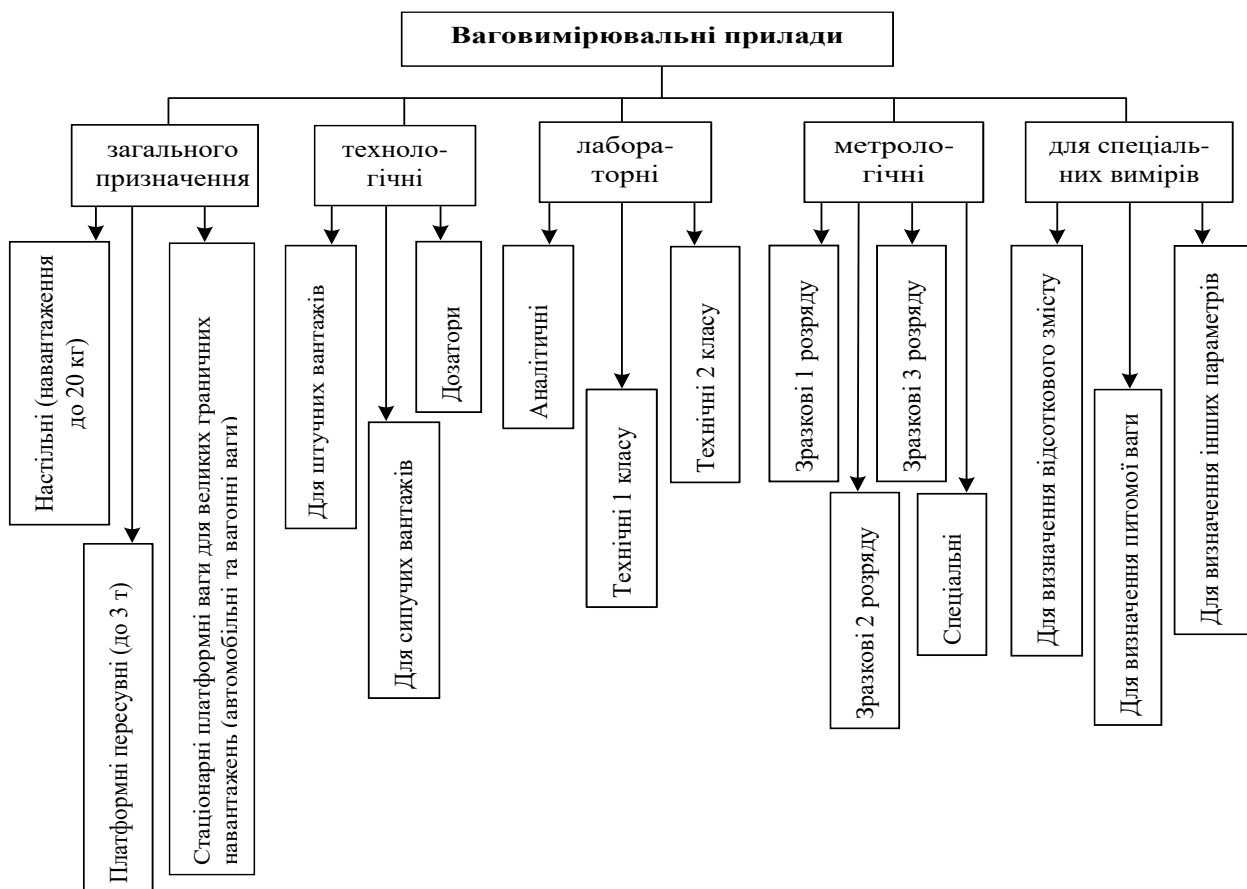 Ваговимірювальні прилади
загального
призначення
техноло-
гічні
лабора-
торні
метроло-
гічні
для спеціаль-
них вимірів
Настільні (навантаження
до 20 кг)
Платформні пересувні (до 3 т)
Стаціонарні платформні ваги для великих граничних
навантажень (автомобільні та вагонні ваги)
Для штучних вантажів
Для сипучих вантажів
Дозатори
Аналітичні
Технічні 1 класу
Технічні 2 класу
Зразкові 1 розряду
Зразкові 2 розряду
Зразкові 3 розряду
Спеціальні
Для визначення відсоткового змісту
Для визначення питомої ваги
Для визначення інших параметрів